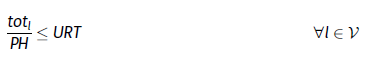 tot_l / PH ≤ URT ∀l ∈ 𝒱